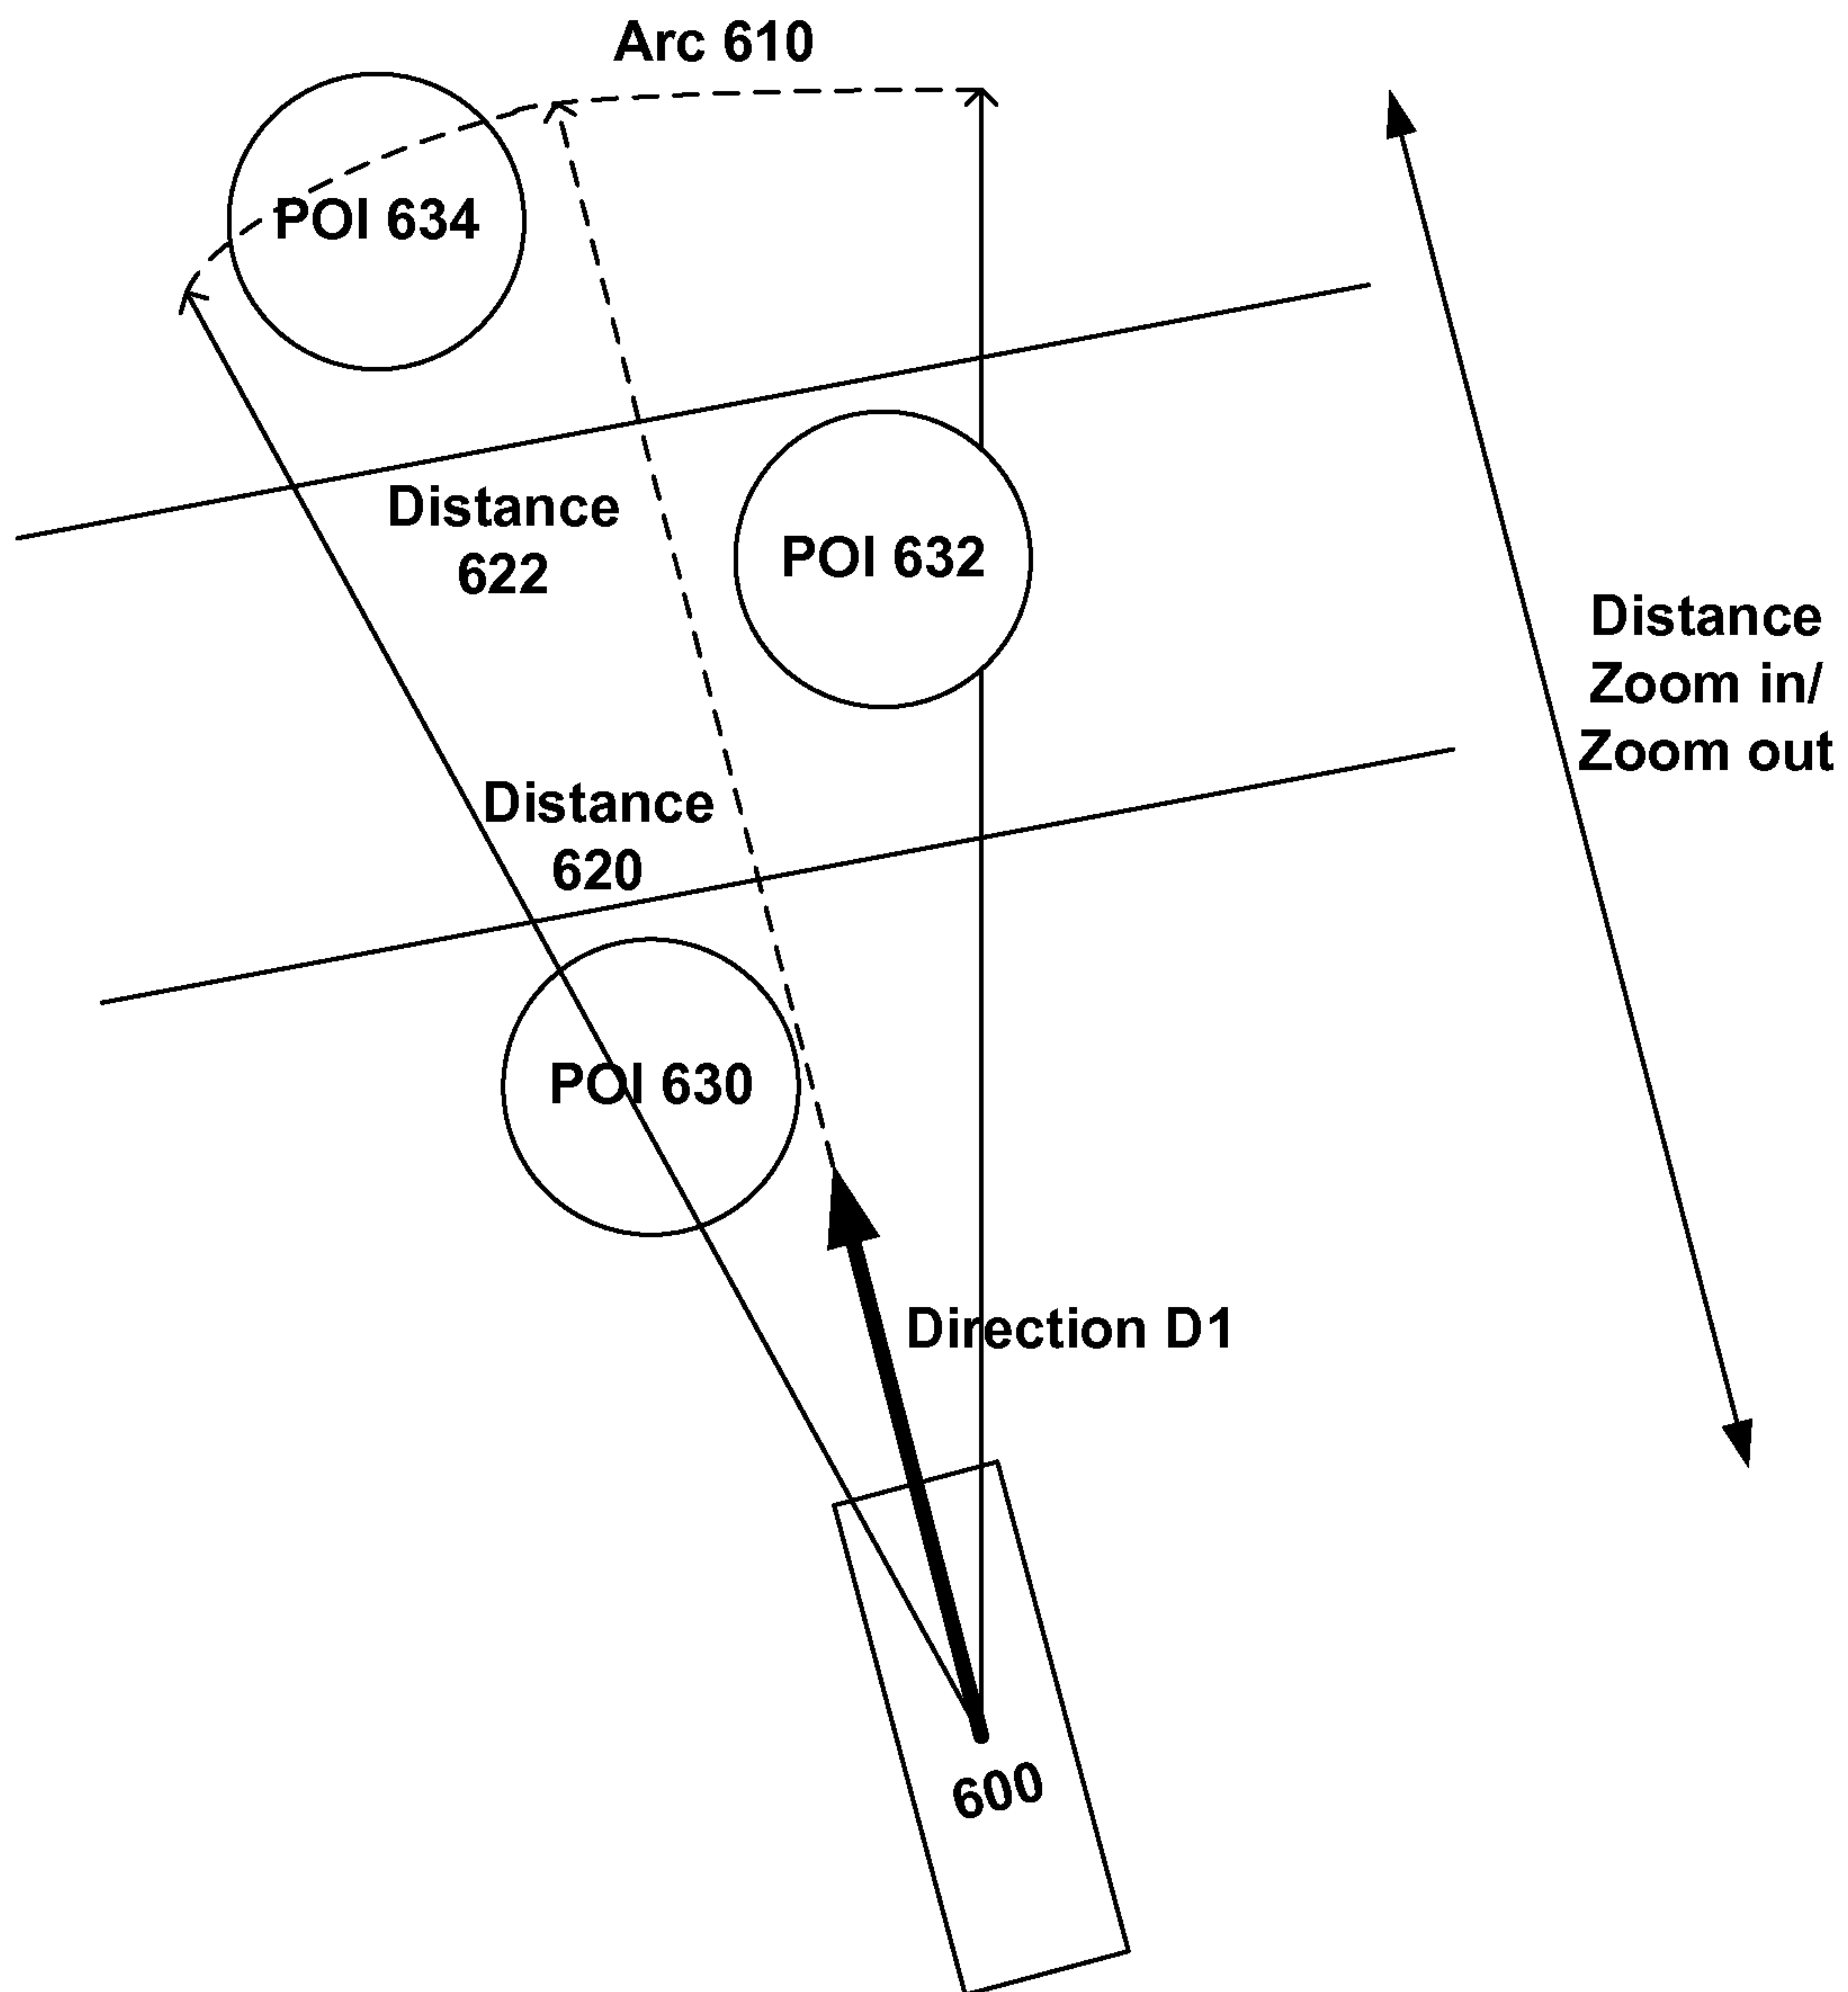 Arc 610
POI 634
Distance
622
POI 632
Distance
Zoom in/
Zoom out
Distance
620
POI 630
Direction D1
600